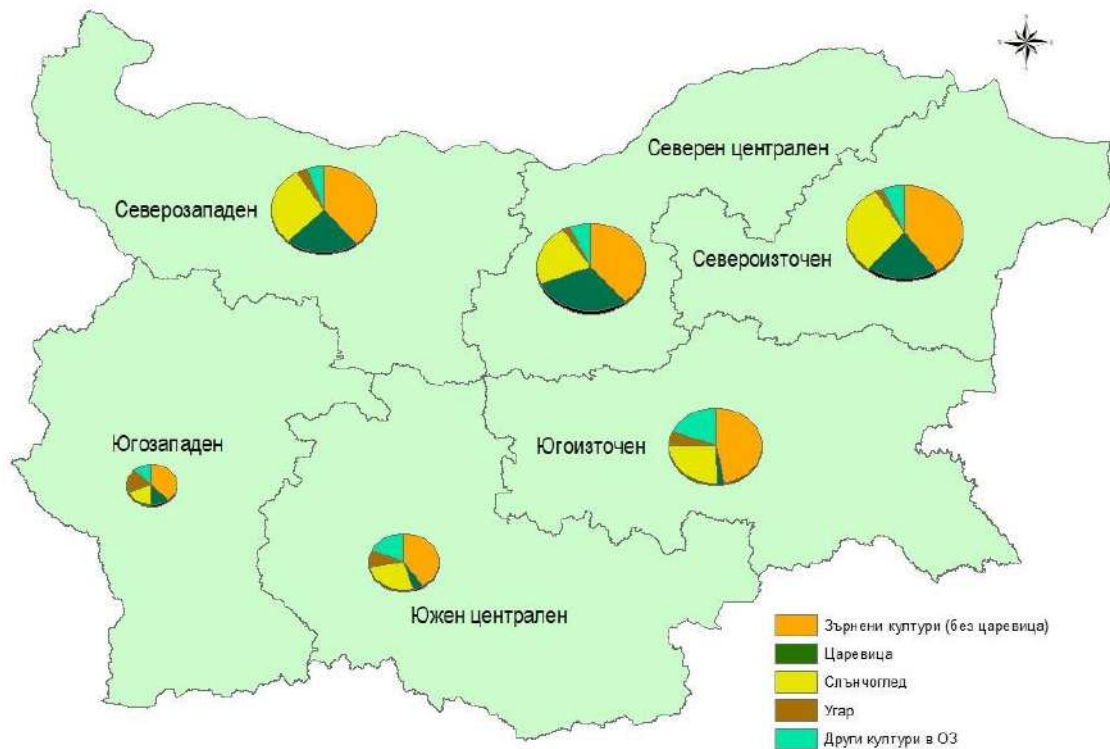 Северен централен
Северозападен
Североизточен
Югозападен
Югоизточен
Южен централен
Зърнени култури (без царевица)
Царевица
Слънчоглед
Угар
Други култури в ОЗ